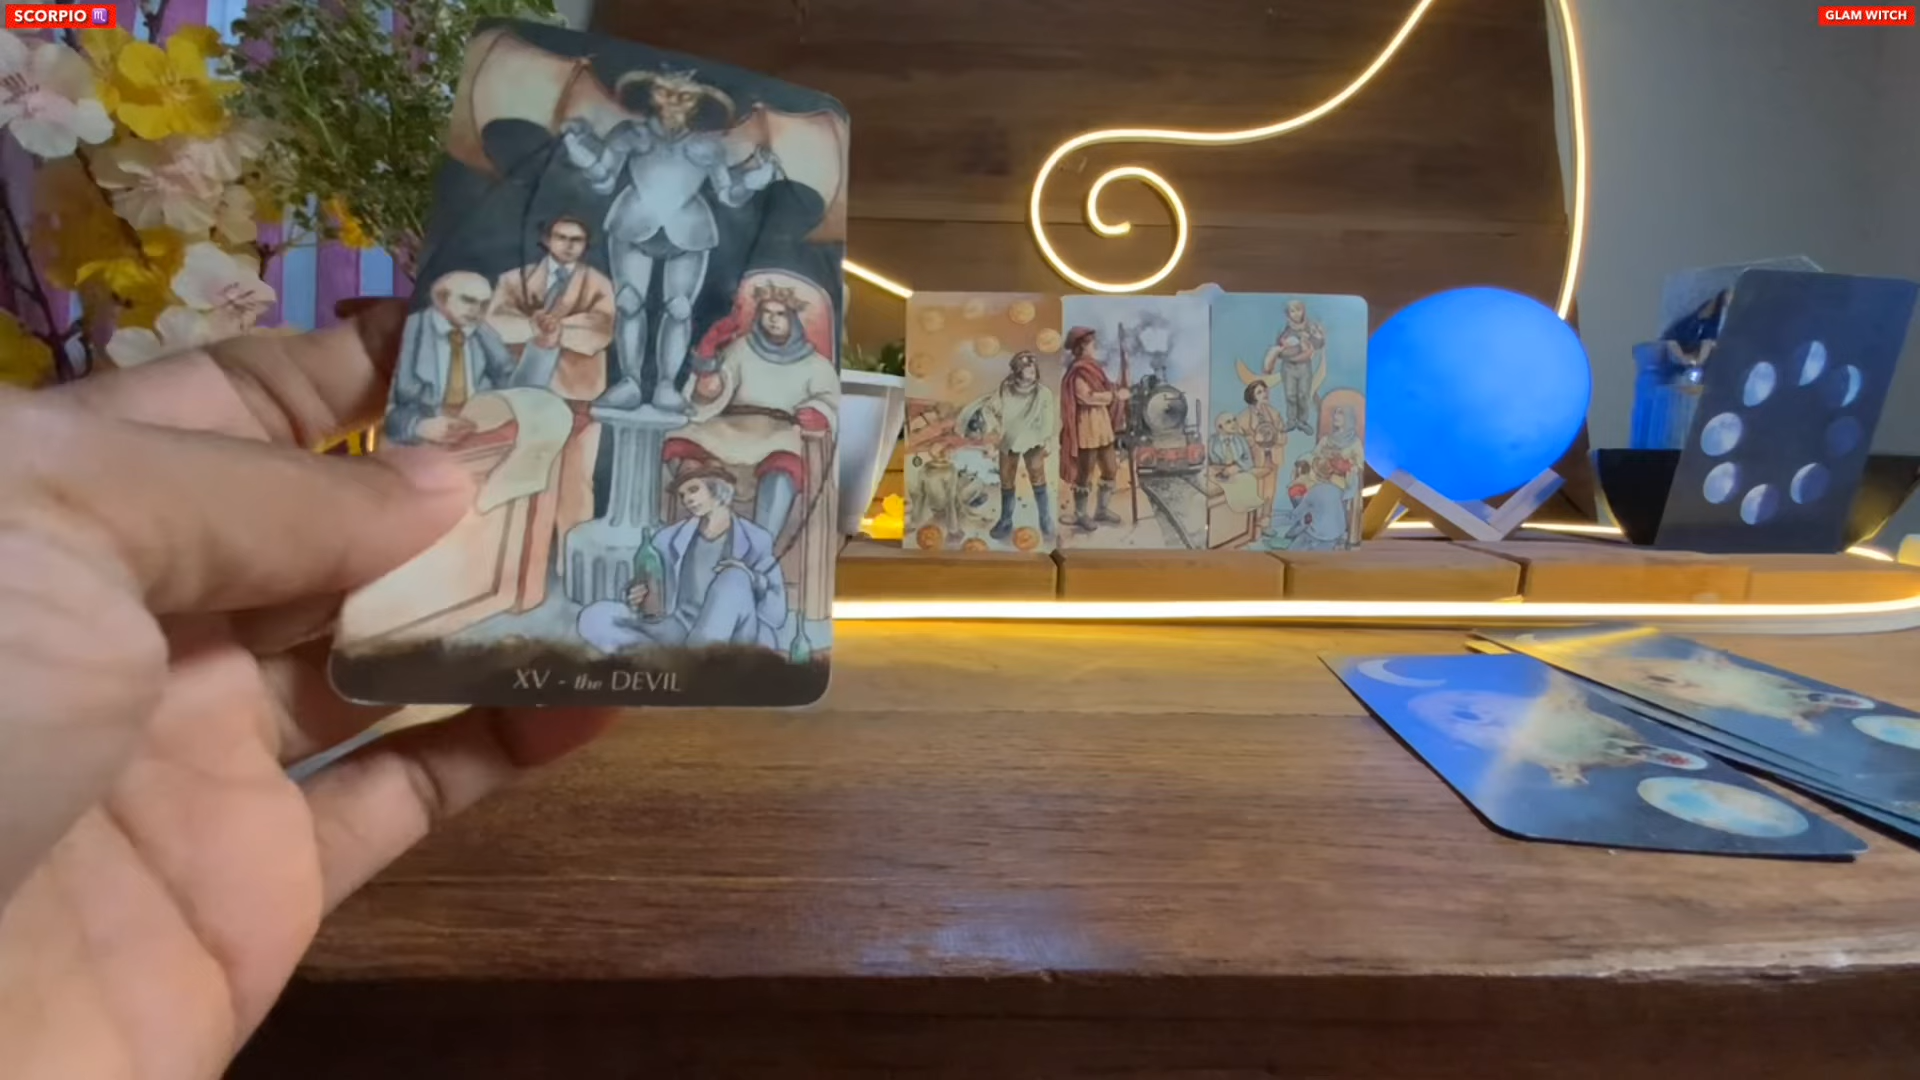 SCORPIO ♏
GLAM WITCH
XV - the DEVIL